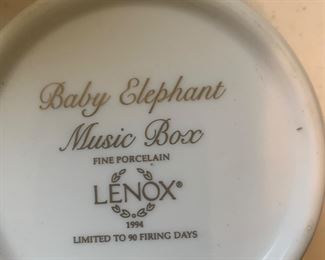 Baby Elephant
Music Box
FINE PORCELAIN
LENOX®
1994
LIMITED TO 90 FIRING DAYS